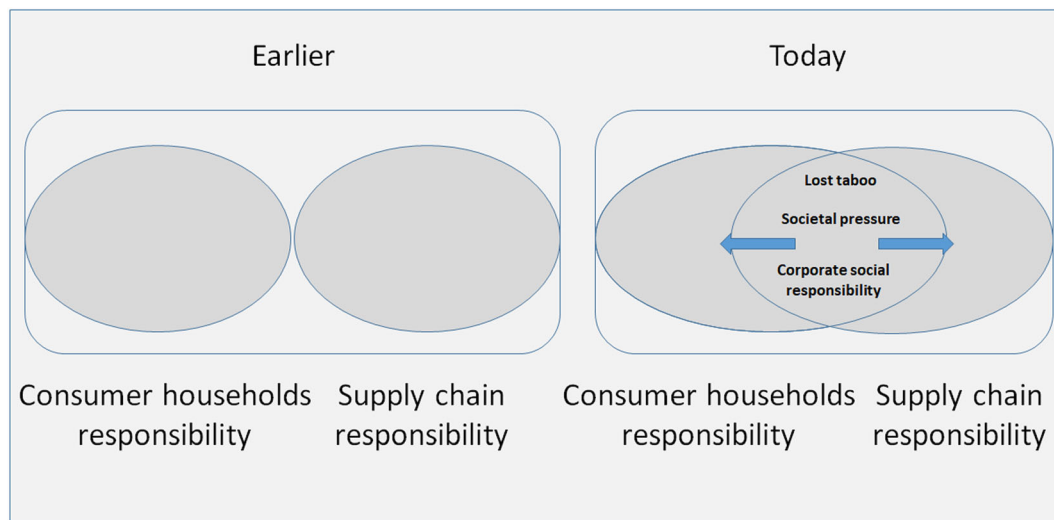 Earlier
Today
Lost taboo
Societal pressure
Corporate social
responsibility
Consumer households
responsibility
Supply chain
responsibility
Consumer households
responsibility
Supply chain
responsibility